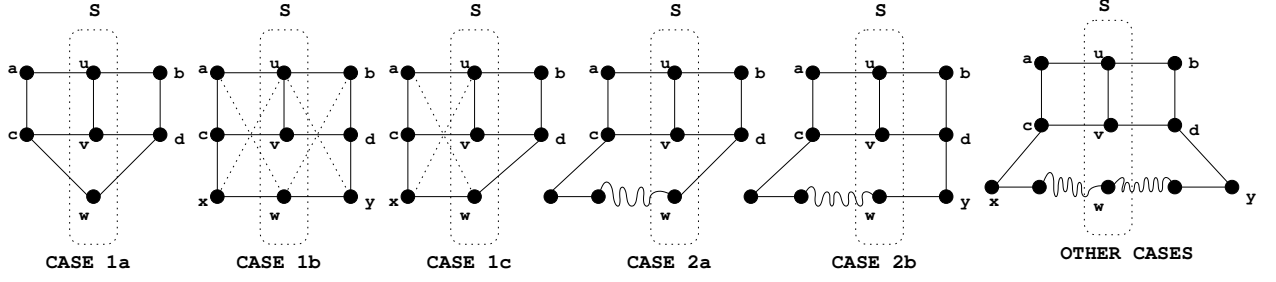 S S S S S S
a u b a u b a u b a u b a u b a u b
c v d c v d c v d c v d c v d c v d
w x w y x w w w y x w y
CASE 1a CASE 1b CASE 1c CASE 2a CASE 2b OTHER CASES